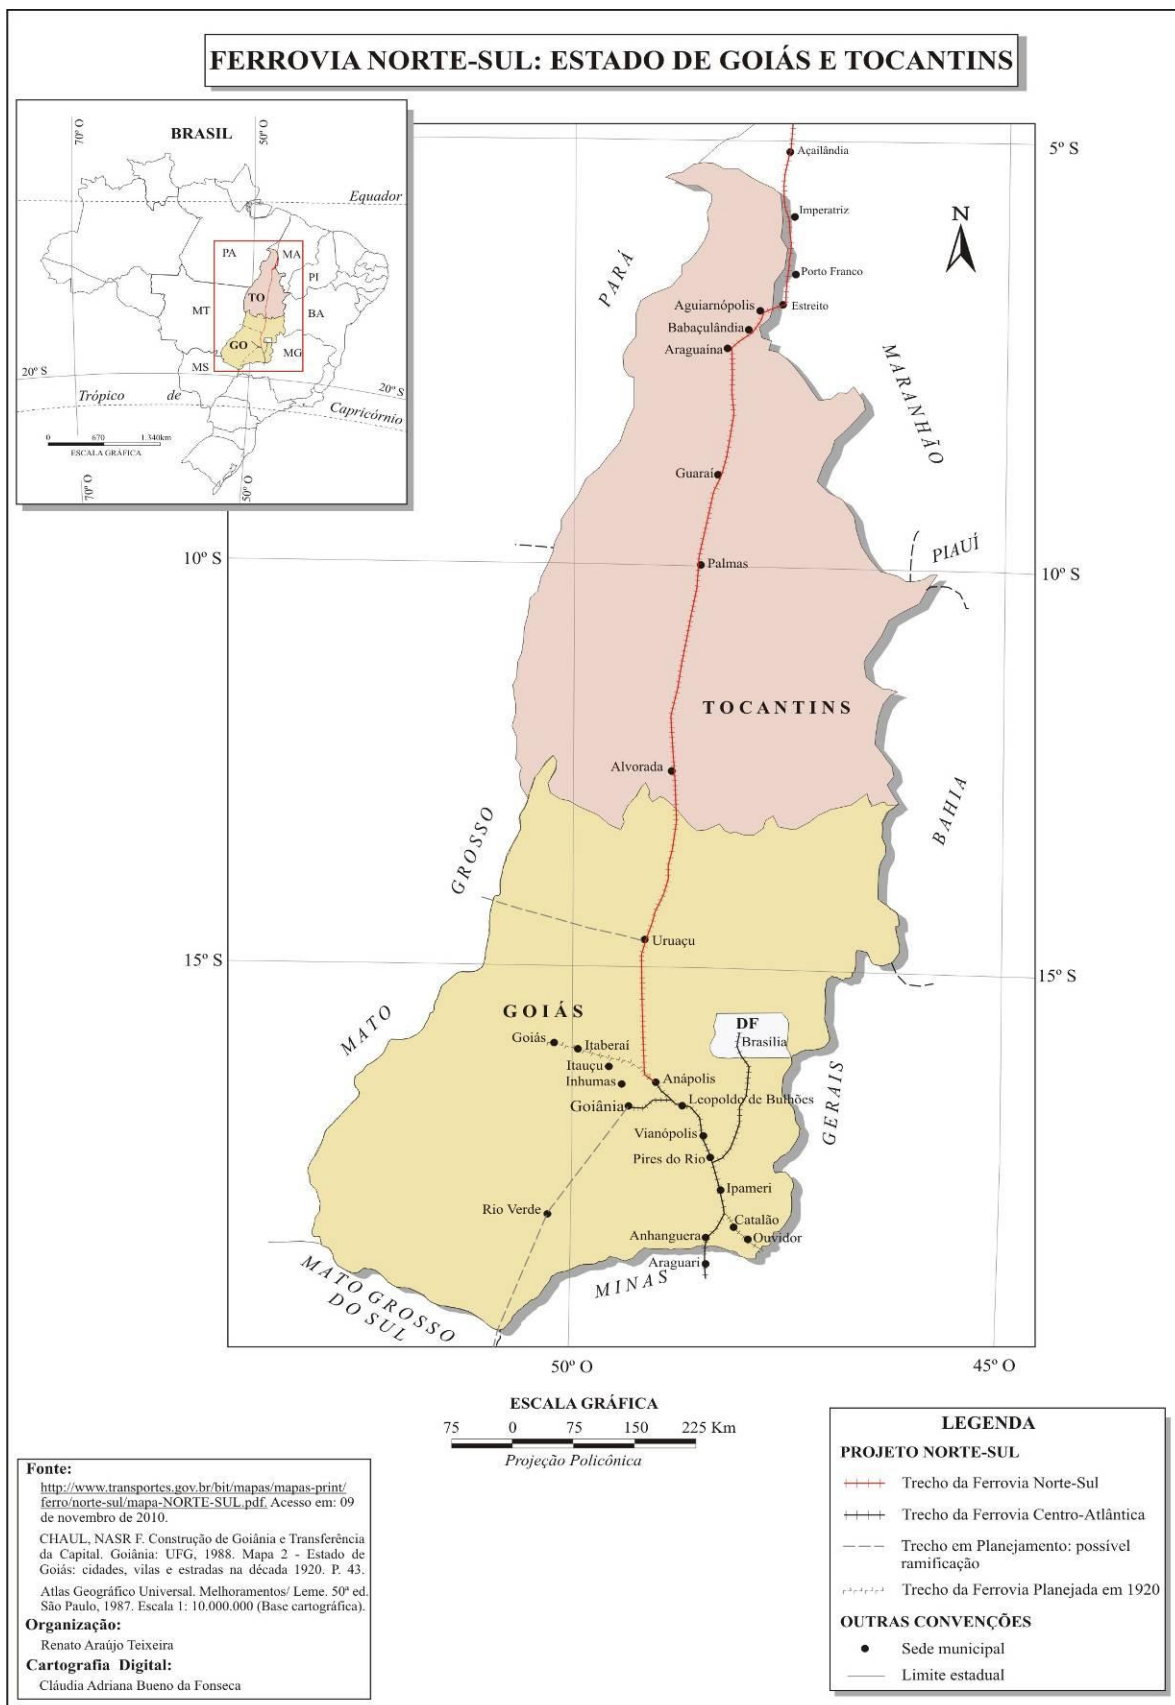 FERROVIA NORTE-SUL: ESTADO DE GOIÁS E TOCANTINS
BRASIL
70º O
50º O
Equador
PA
MA
PI
TO
MT
BA
GO
MG
MS
20º S
20º S
Trópico de Capricórnio
0 670 1.340km
ESCALA GRÁFICA
70º O
50º O
5º S
Açailândia
N
Imperatriz
PARÁ
Porto Franco
Aguiarnópolis
Estreito
Babaçulândia
Araguaína
MARANHÃO
Guaraí
PIAUÍ
10º S
Palmas
10º S
TOCANTINS
Alvorada
BAHIA
GROSSO
Uruaçu
15º S
15º S
GOIÁS
MATO
DF
Brasília
Goiás
Itaberaí
Itauçu
Inhumas
Anápolis
Goiânia
Leopoldo de Bulhões
GERAIS
Vianópolis
Pires do Rio
Ipameri
Rio Verde
Catalão
Anhanguera
Ouvidor
Araguari
MINAS
MATO GROSSO
DO SUL
50º O
45º O
ESCALA GRÁFICA
75 0 75 150 225 Km
Projeção Policônica
LEGENDA
PROJETO NORTE-SUL
Trecho da Ferrovia Norte-Sul
Trecho da Ferrovia Centro-Atlântica
Trecho em Planejamento: possível
ramificação
Trecho da Ferrovia Planejada em 1920
OUTRAS CONVENÇÕES
Sede municipal
Limite estadual
Fonte:
http://www.transportes.gov.br/bit/mapas/mapas-print/
ferro/norte-sul/mapa-NORTE-SUL.pdf. Acesso em: 09
de novembro de 2010.
CHAUL, NASR F. Construção de Goiânia e Transferência
da Capital. Goiânia: UFG, 1988. Mapa 2 - Estado de
Goiás: cidades, vilas e estradas na década 1920. P. 43.
Atlas Geográfico Universal. Melhoramentos/ Leme. 50ª ed.
São Paulo, 1987. Escala 1: 10.000.000 (Base cartográfica).
Organização:
Renato Araújo Teixeira
Cartografia Digital:
Cláudia Adriana Bueno da Fonseca